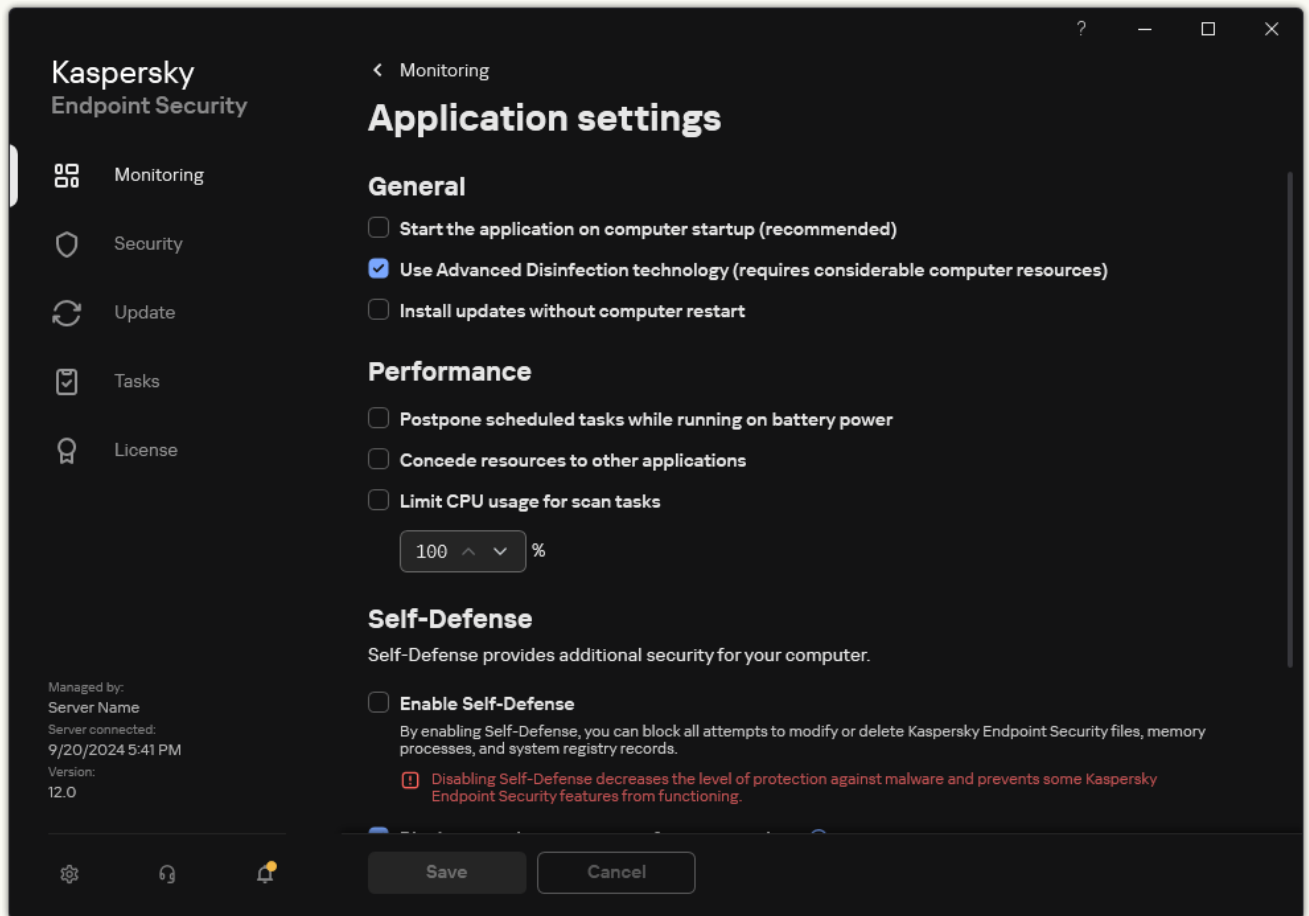 ?
Kaspersky
Endpoint Security
Monitoring
Security
Update
Tasks
License
Managed by:
Server Name
Server connected:
9/20/2024 5:41 PM
Version:
12.0
Monitoring
Application settings
General
Start the application on computer startup (recommended)
Use Advanced Disinfection technology (requires considerable computer resources)
Install updates without computer restart
Performance
Postpone scheduled tasks while running on battery power
Concede resources to other applications
Limit CPU usage for scan tasks
100 %
Self-Defense
Self-Defense provides additional security for your computer.
Enable Self-Defense
By enabling Self-Defense, you can block all attempts to modify or delete Kaspersky Endpoint Security files, memory
processes, and system registry records.
Disabling Self-Defense decreases the level of protection against malware and prevents some Kaspersky
Endpoint Security features from functioning.
Save
Cancel